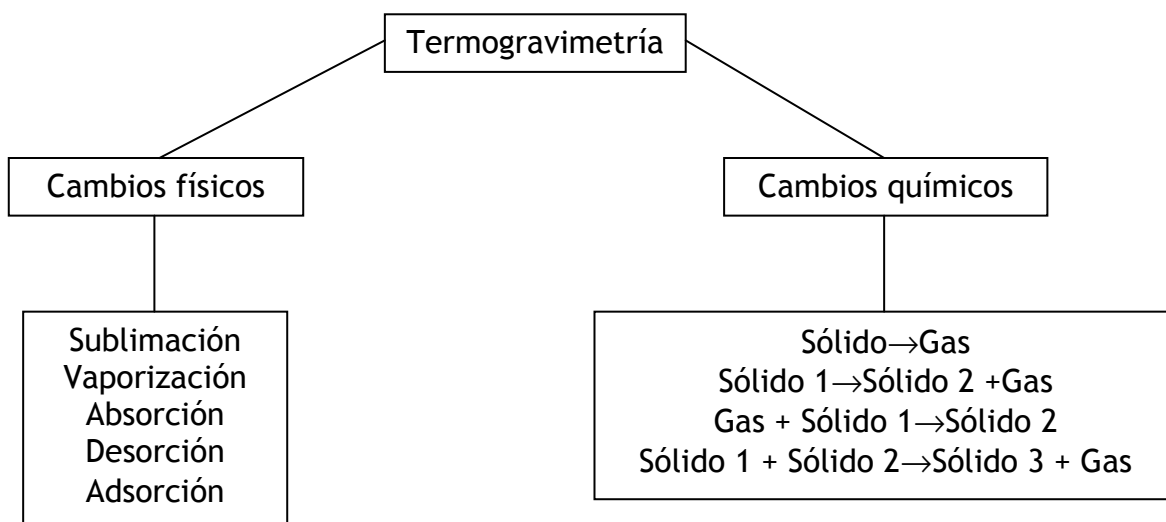 Termogravimetría
Cambios físicos
Cambios químicos
Sublimación
Vaporización
Absorción
Desorción
Adsorción
Sólido→Gas
Sólido 1→Sólido 2 +Gas
Gas + Sólido 1→Sólido 2
Sólido 1 + Sólido 2→Sólido 3 + Gas